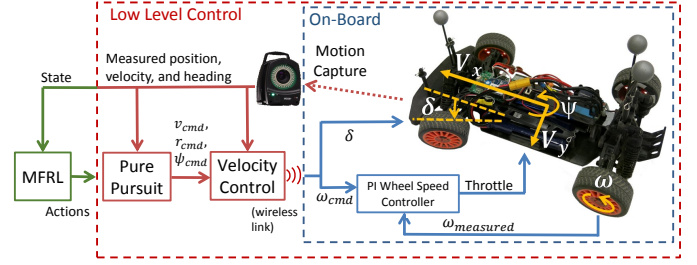 Low Level Control
On-Board
Measured position,
velocity, and heading
State
Motion
Capture
V_x
δ
ψ
V_y
ω
v_cmd,
r_cmd,
ψ_cmd
δ
MFRL
Pure
Pursuit
Velocity
Control
PI Wheel Speed
Controller
Throttle
Actions
(wireless
link)
ω_cmd
ω_measured